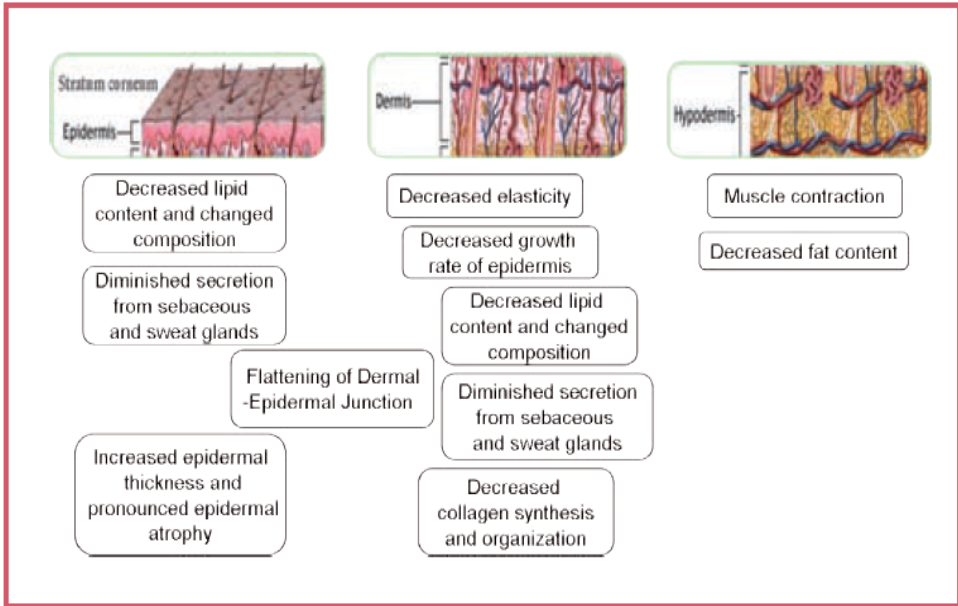 Stratum corneum
Epidermis
Decreased lipid
content and changed
composition
Diminished secretion
from sebaceous
and sweat glands
Flattening of Dermal
-Epidermal Junction
Increased epidermal
thickness and
pronounced epidermal
atrophy
Dermis
Decreased elasticity
Decreased growth
rate of epidermis
Decreased lipid
content and changed
composition
Diminished secretion
from sebaceous
and sweat glands
Decreased
collagen synthesis
and organization
Hypodermis
Muscle contraction
Decreased fat content